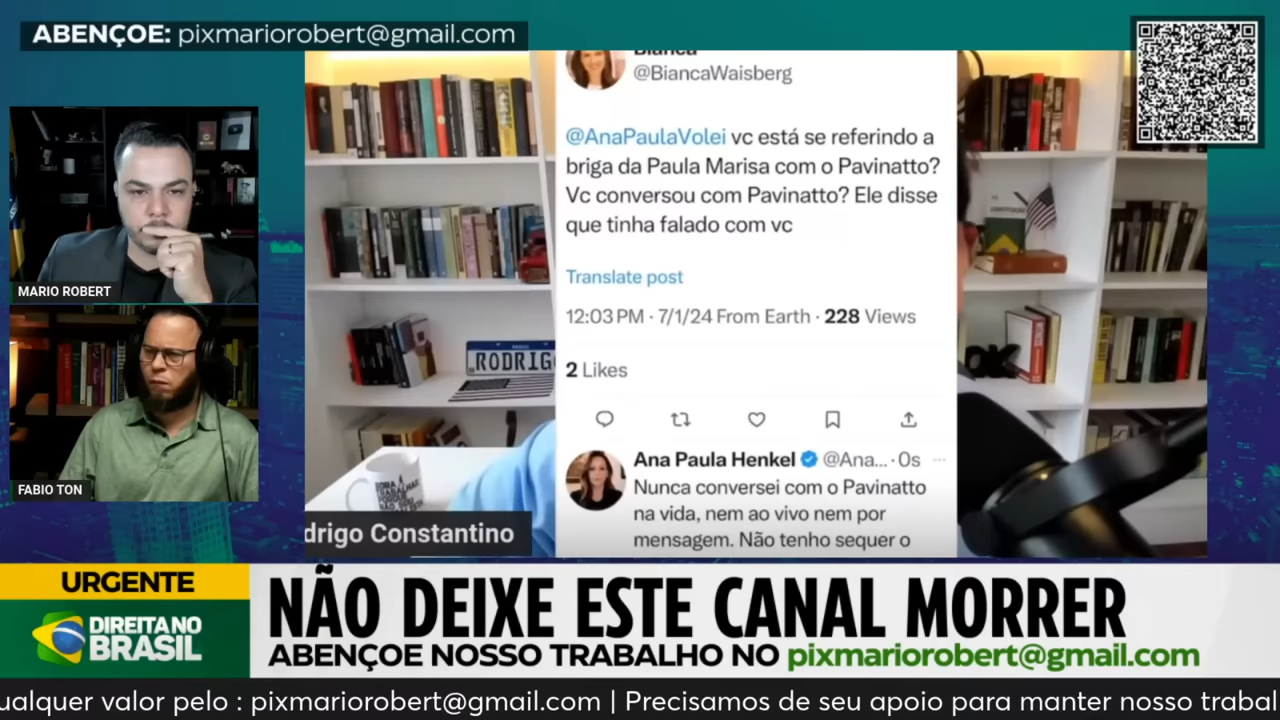 ABENÇOE: pixmariorobert@gmail.com
Bianca
@BiancaWaisberg
@AnaPaulaVolei vc está se referindo a
briga da Paula Marisa com o Pavinatto?
Vc conversou com Pavinatto? Ele disse
que tinha falado com vc
Translate post
12:03 PM · 7/1/24 From Earth · 228 Views
2 Likes
Ana Paula Henkel @Ana... · 0s
Nunca conversei com o Pavinatto
na vida, nem ao vivo nem por
mensagem. Não tenho sequer o
MARIO ROBERT
FABIO TON
RODRIG
drigo Constantino
URGENTE
DIREITA NO
BRASIL
NÃO DEIXE ESTE CANAL MORRER
ABENÇOE NOSSO TRABALHO NO pixmariorobert@gmail.com
ualquer valor pelo : pixmariorobert@gmail.com | Precisamos de seu apoio para manter nosso trabal